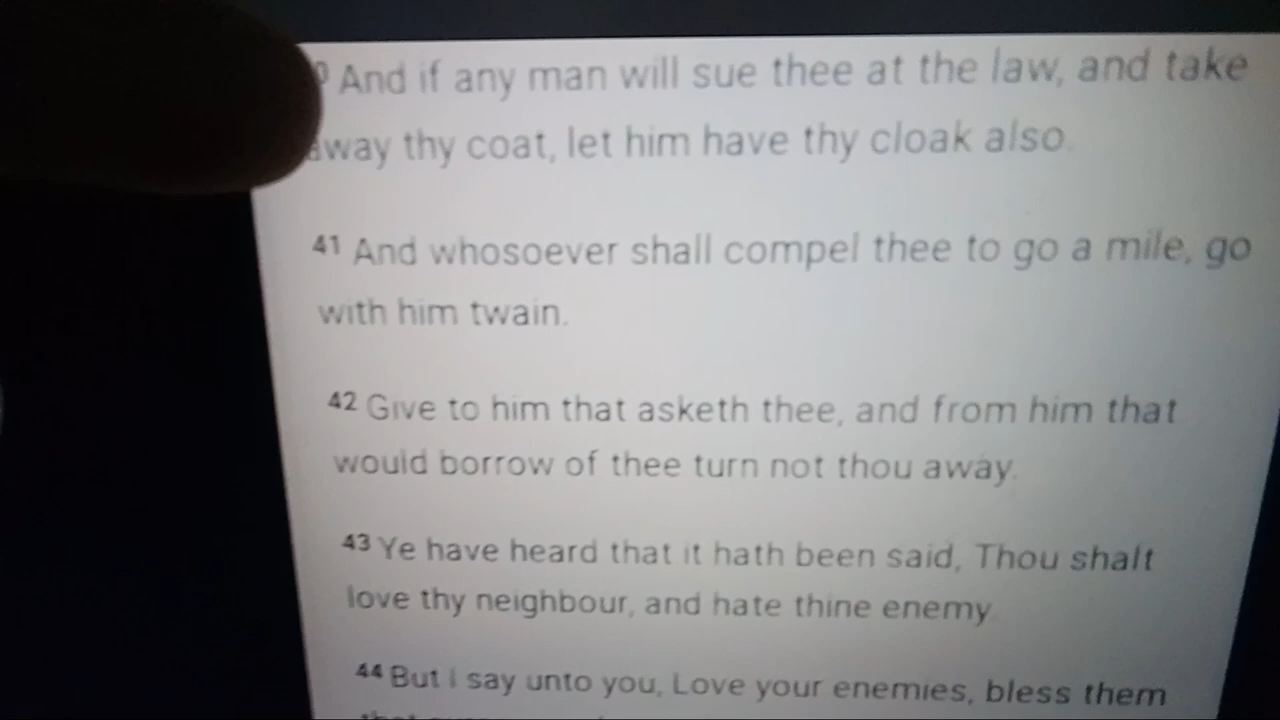 0 And if any man will sue thee at the law, and take
away thy coat, let him have thy cloak also.
41 And whosoever shall compel thee to go a mile, go
with him twain.
42 Give to him that asketh thee, and from him that
would borrow of thee turn not thou away.
43 Ye have heard that it hath been said, Thou shalt
love thy neighbour, and hate thine enemy.
44 But I say unto you, Love your enemies, bless them